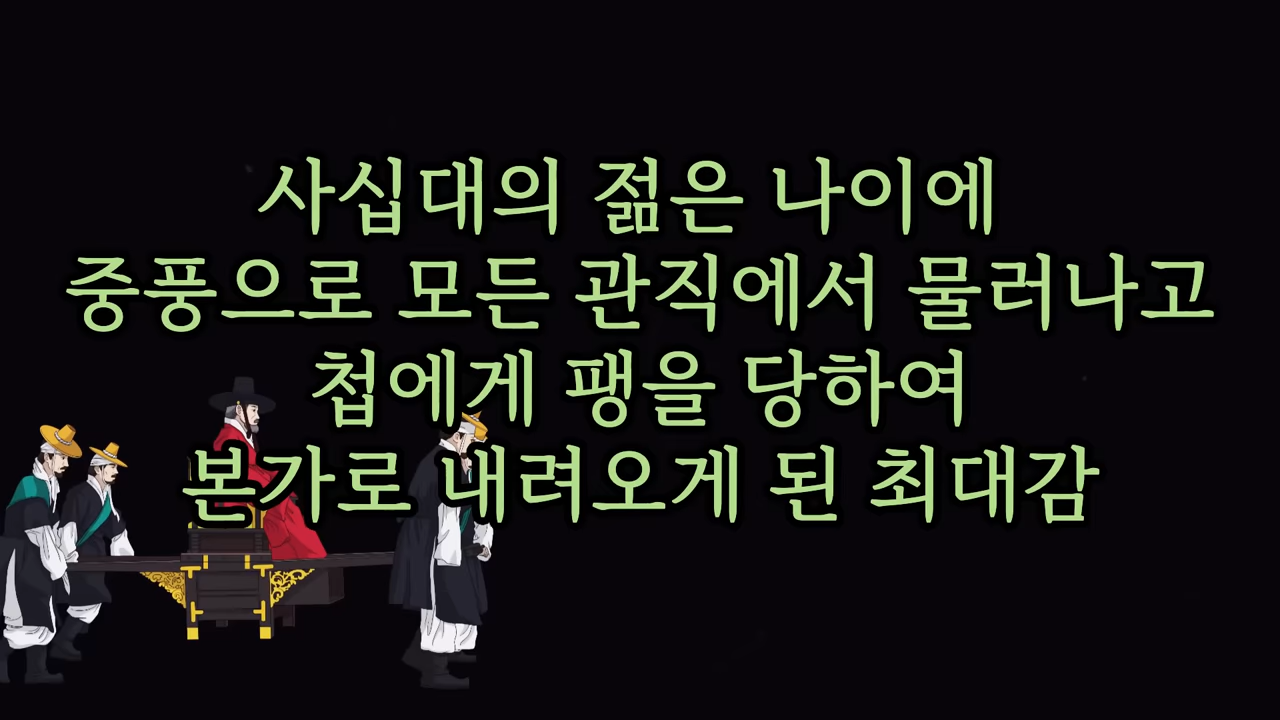 사십대의 젊은 나이에
중풍으로 모든 관직에서 물러나고
첩에게 팽을 당하여
본가로 내려오게 된 최대감